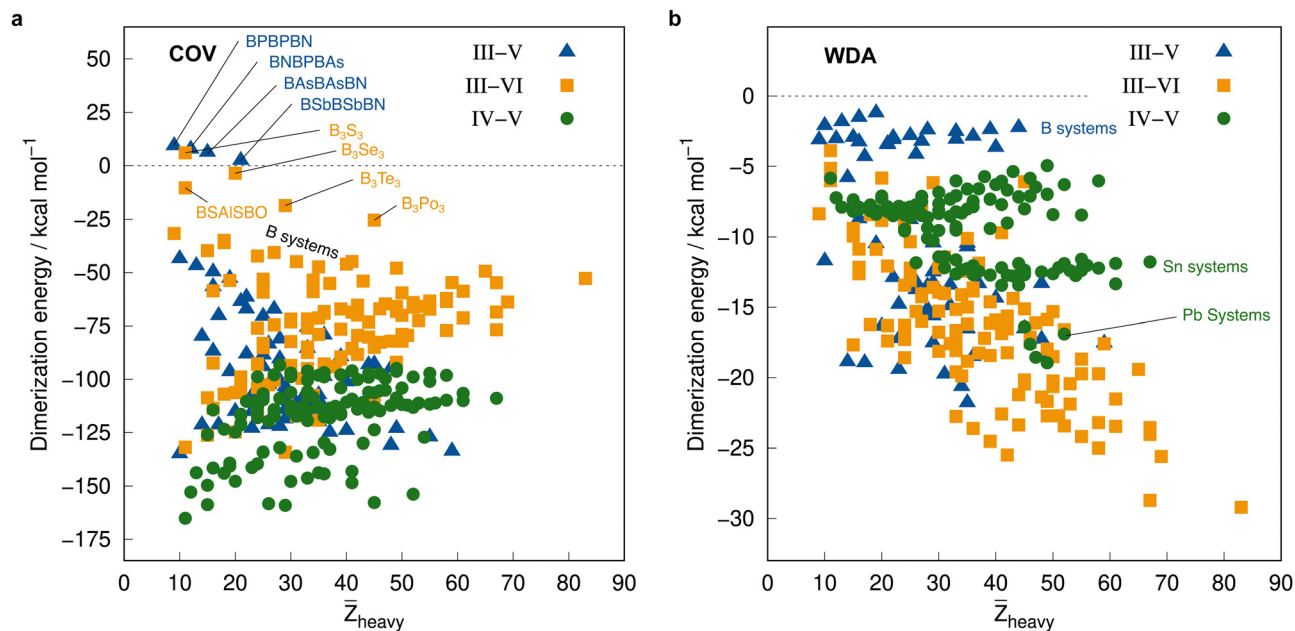 a
COV
BPBPBN
BNBPBAs
BAsBAsBN
BSbBSbBN
B₃S₃
B₃Se₃
B₃Te₃
B₃Po₃
BSAlSBO
B systems
III–V
III–VI
IV–V
Dimerization energy / kcal mol⁻¹
50
25
0
−25
−50
−75
−100
−125
−150
−175
0 10 20 30 40 50 60 70 80 90
Z̄heavy
b
WDA
III–V
III–VI
IV–V
B systems
Sn systems
Pb Systems
Dimerization energy / kcal mol⁻¹
0
−5
−10
−15
−20
−25
−30
0 10 20 30 40 50 60 70 80 90
Z̄heavy